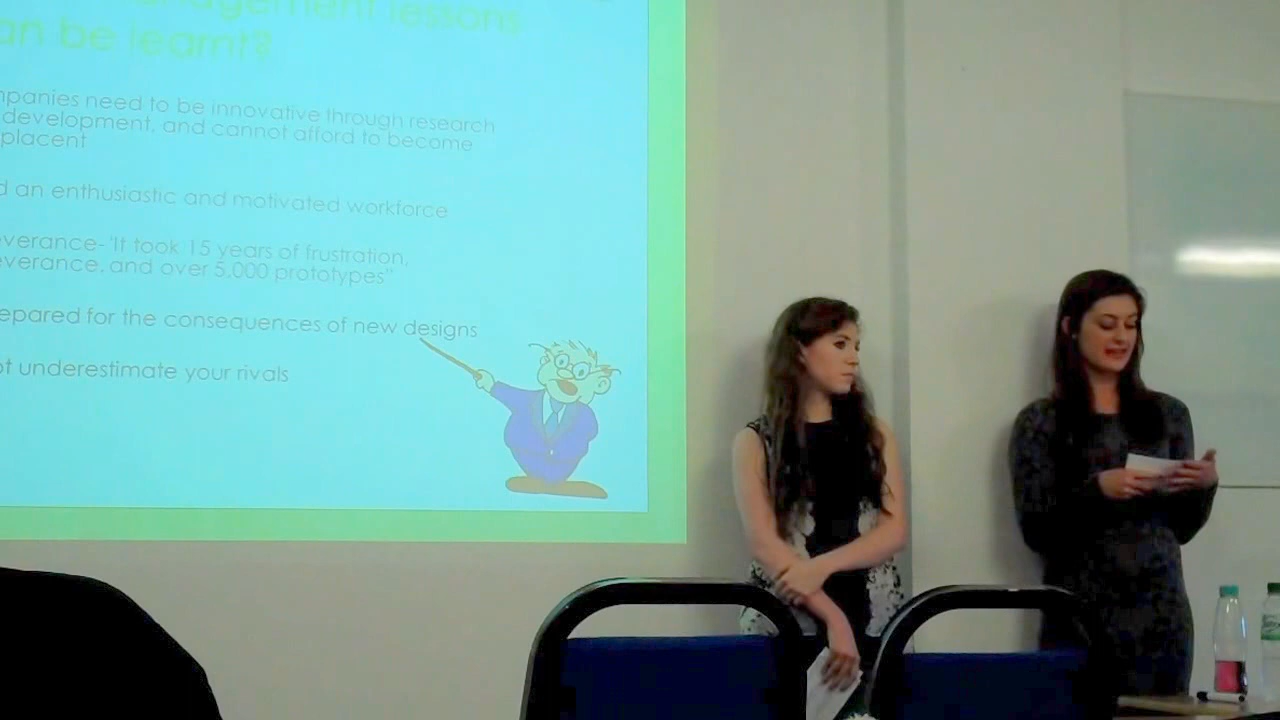 nagement lessons
an be learnt?
mpanies need to be innovative through research
development, and cannot afford to become
placent
d an enthusiastic and motivated workforce
everance- 'It took 15 years of frustration,
everance, and over 5,000 prototypes"
epared for the consequences of new designs
ot underestimate your rivals